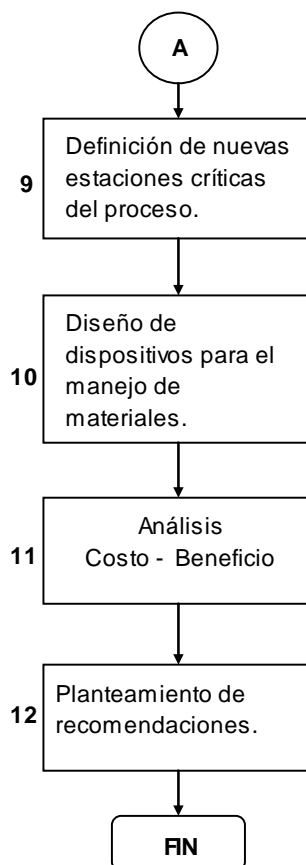 A
9
Definición de nuevas
estaciones críticas
del proceso.
10
Diseño de
dispositivos para el
manejo de
materiales.
11
Análisis
Costo - Beneficio
12
Planteamiento de
recomendaciones.
FIN